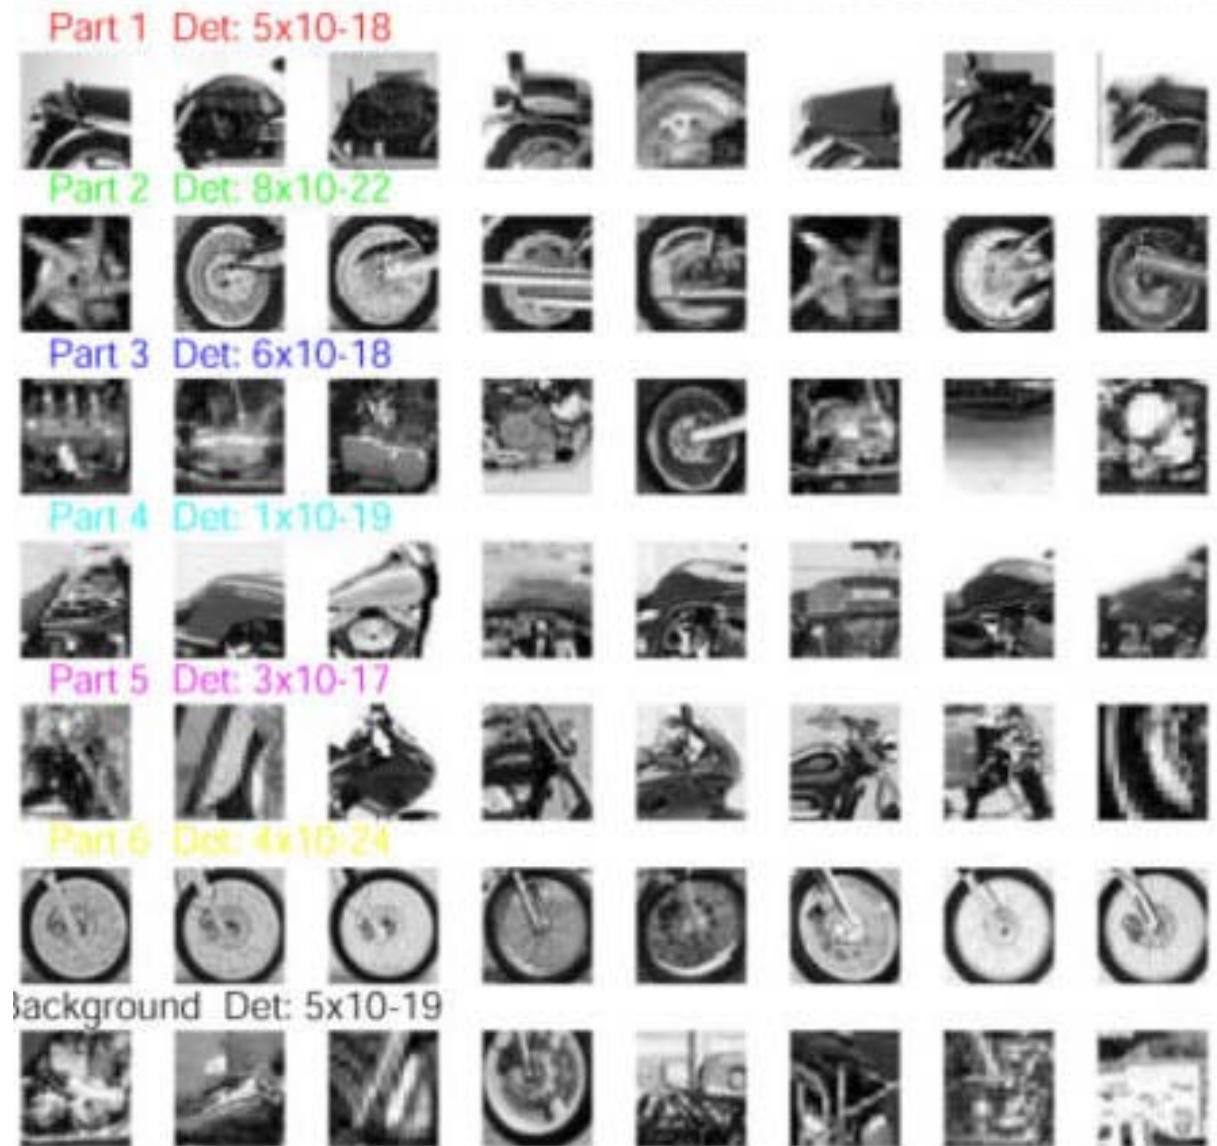 Part 1 Det: 5x10-18
Part 2 Det: 8x10-22
Part 3 Det: 6x10-18
Part 4 Det: 1x10-19
Part 5 Det: 3x10-17
Part 6 Det: 4x10-24
Background Det: 5x10-19